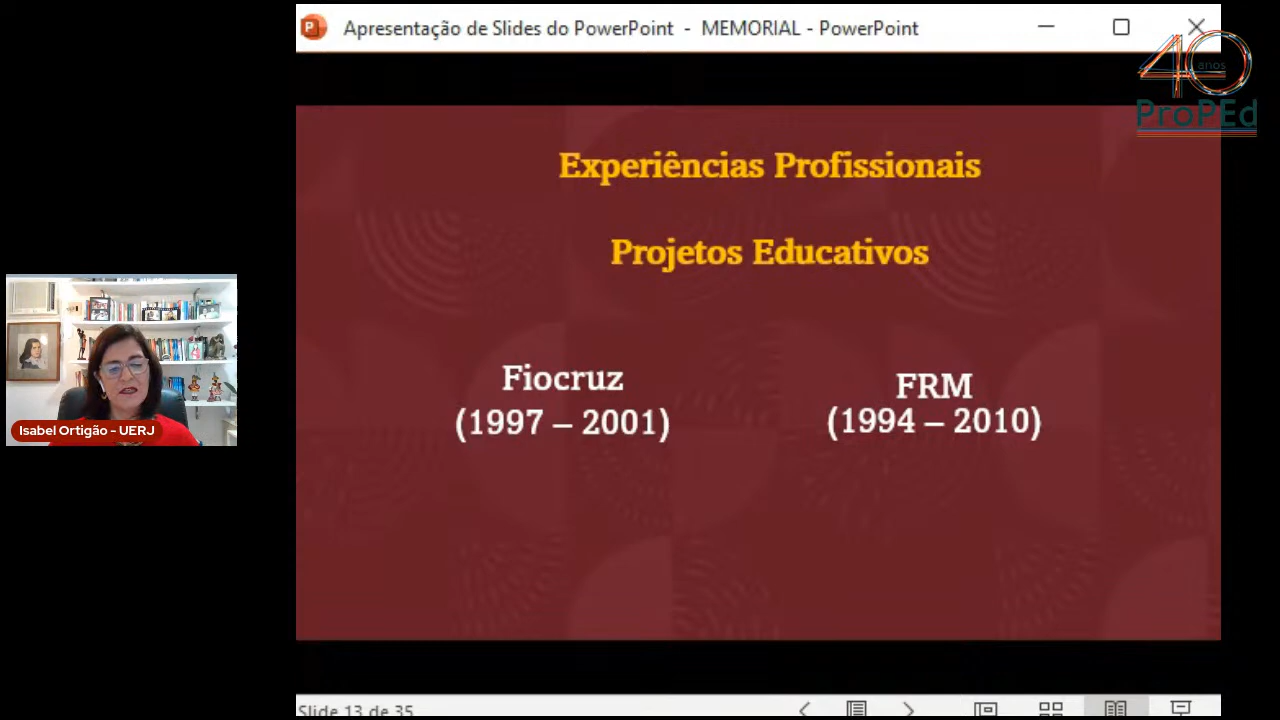 Apresentação de Slides do PowerPoint - MEMORIAL - PowerPoint
40 anos
ProPEd
Experiências Profissionais
Projetos Educativos
Fiocruz
(1997 – 2001)
FRM
(1994 – 2010)
Isabel Ortigão - UERJ
Slide 13 de 35